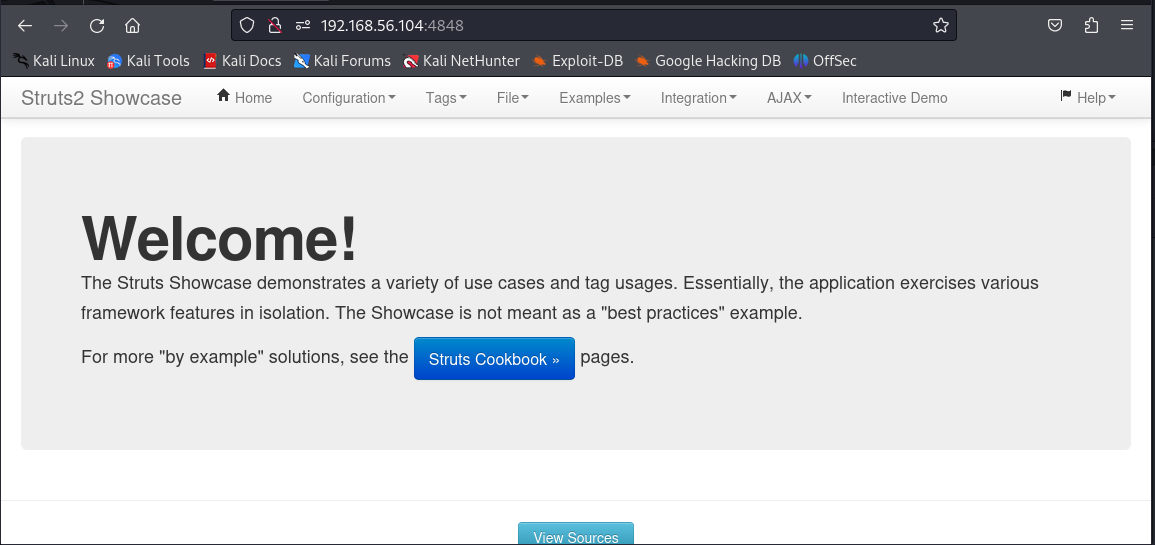 192.168.56.104:4848
Kali Linux Kali Tools Kali Docs Kali Forums Kali NetHunter Exploit-DB Google Hacking DB OffSec
Struts2 Showcase Home Configuration Tags File Examples Integration AJAX Interactive Demo Help
Welcome!
The Struts Showcase demonstrates a variety of use cases and tag usages. Essentially, the application exercises various
framework features in isolation. The Showcase is not meant as a "best practices" example.
For more "by example" solutions, see the Struts Cookbook » pages.
View Sources